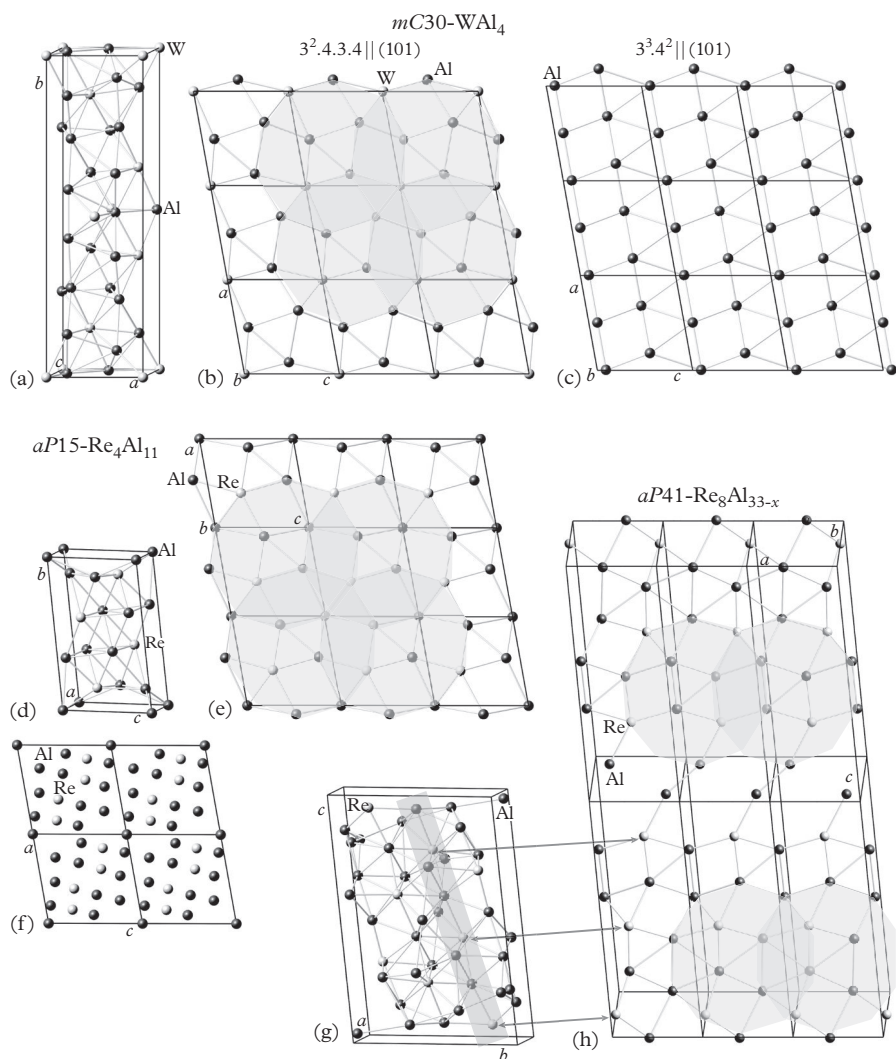 mC30-WAl₄
3².4.3.4 || (101)
3³.4² || (101)
W
b
Al
c
a
(a)
W
Al
a
b
c
(b)
Al
a
b
c
(c)
aP15-Re₄Al₁₁
Al
b
Re
a
c
(d)
a
Al
Re
b
c
(e)
Al
Re
a
c
(f)
c
Re
Al
a
b
(g)
aP41-Re₈Al₃₃₋ₓ
b
a
Re
Al
c
(h)